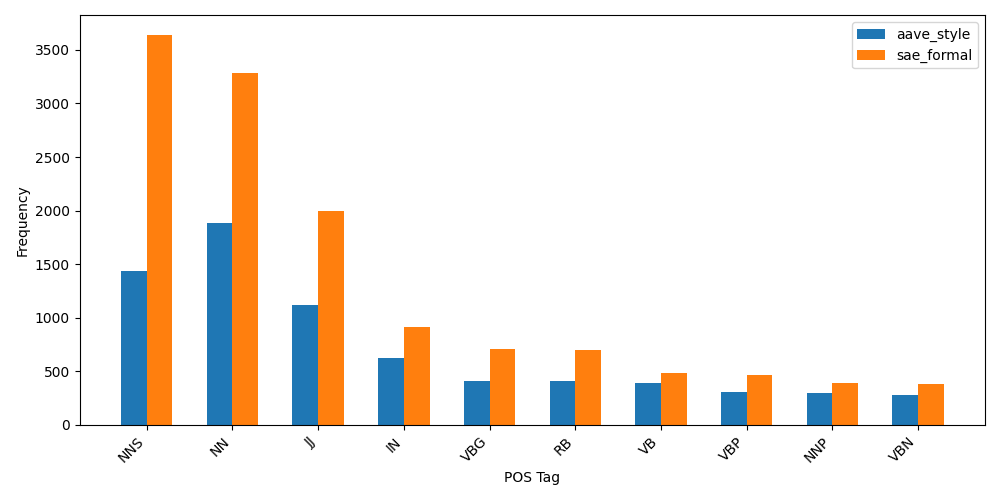 3500
3000
2500
2000
1500
1000
500
0
Frequency
aave_style
sae_formal
NNS
NN
JJ
IN
VBG
RB
VB
VBP
NNP
VBN
POS Tag